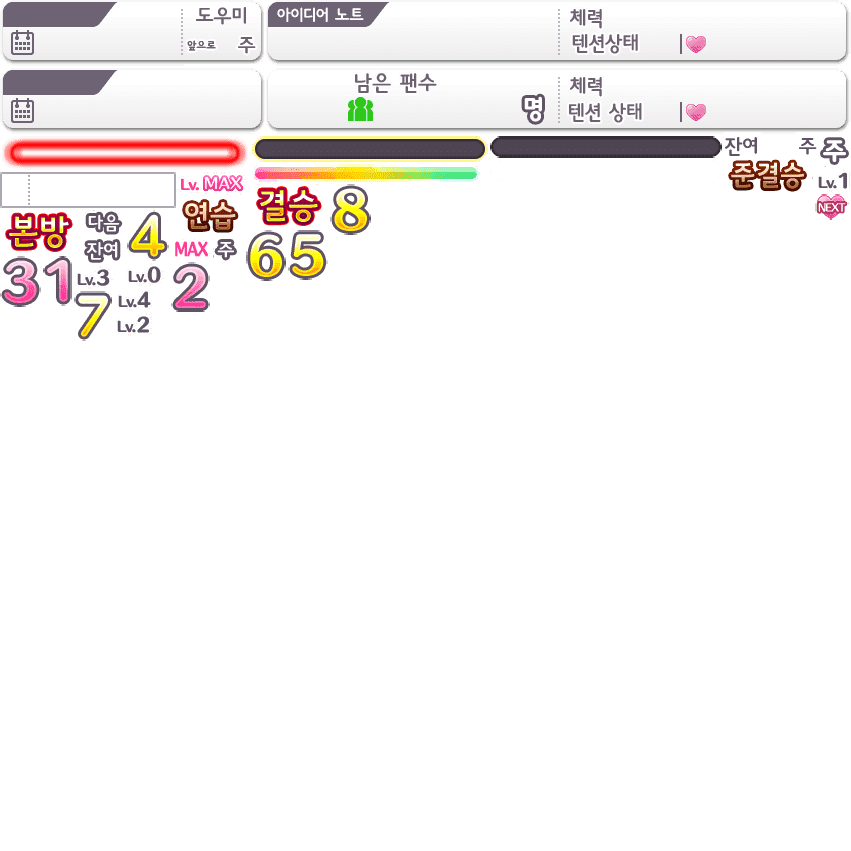 도우미
앞으로 주
아이디어 노트
체력
텐션상태
남은 팬수
명
체력
텐션 상태
잔여 주 주
준결승
Lv.1
NEXT
Lv. MAX
연습
결승
8
본방
다음
잔여
4
MAX 주
65
31
Lv.3
Lv.0
2
7
Lv.4
Lv.2